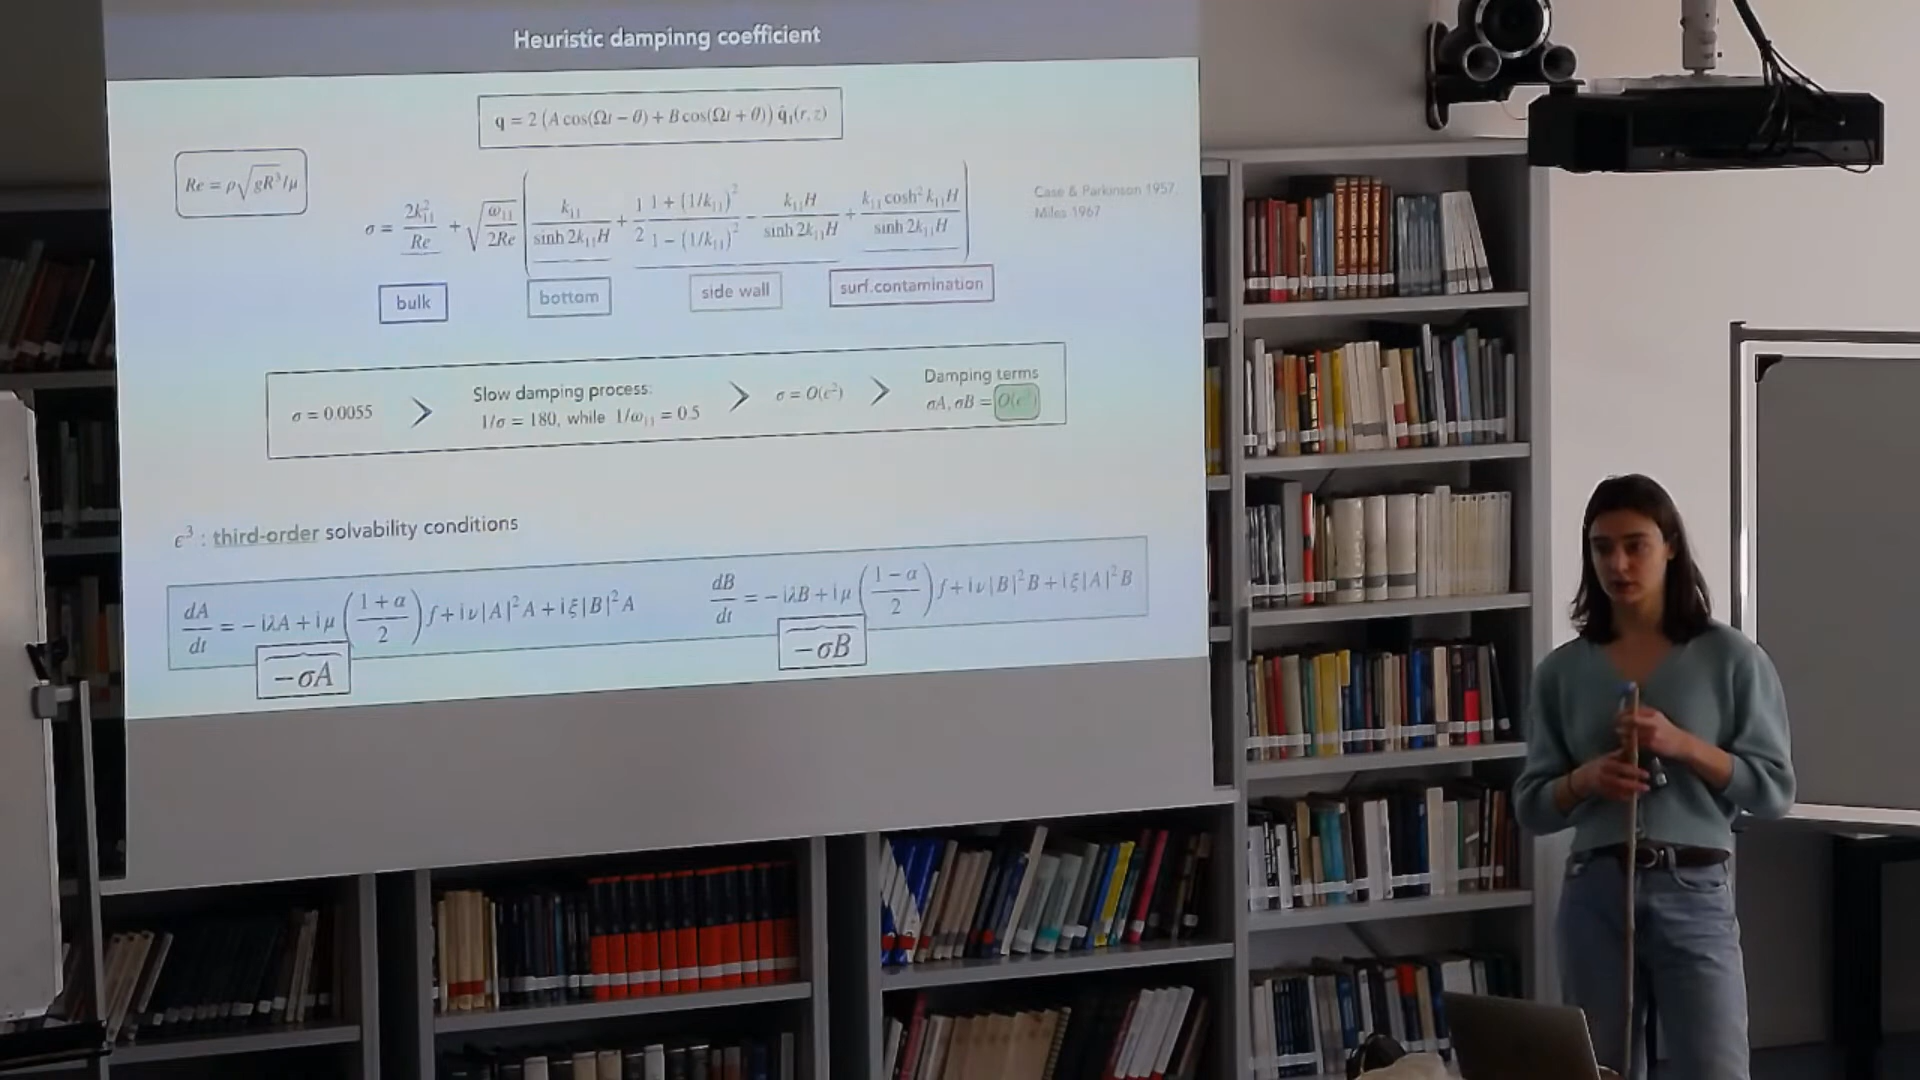 Heuristic dampinng coefficient
q = 2 (A cos(Ωt − θ) + B cos(Ωt + θ)) q̂₁(r, z)
Re = ρ√(gR³)/μ
σ = 2k₁₁²/Re + √(ω₁₁/2Re) ( k₁₁/sinh 2k₁₁H + 1/2 (1 + (1/k₁₁)²)/(1 − (1/k₁₁)²) − k₁₁H/sinh 2k₁₁H + k₁₁ cosh² k₁₁H/sinh 2k₁₁H )
Case & Parkinson 1957,
Miles 1967
bulk bottom side wall surf.contamination
σ = 0.0055 > Slow damping process: 1/σ = 180, while 1/ω₁₁ = 0.5 > σ = O(ϵ²) > Damping terms σA, σB = O(ϵ³)
ϵ³ : third-order solvability conditions
dA/dt = − iλA + iμ ((1 + α)/2) f + iν|A|²A + iξ|B|²A
dB/dt = − iλB + iμ ((1 − α)/2) f + iν|B|²B + iξ|A|²B
−σA
−σB